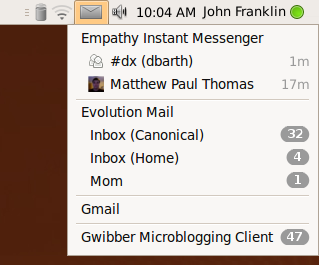 10:04 AM John Franklin
Empathy Instant Messenger
#dx (dbarth) 1m
Matthew Paul Thomas 17m
Evolution Mail
Inbox (Canonical) 32
Inbox (Home) 4
Mom 1
Gmail
Gwibber Microblogging Client 47